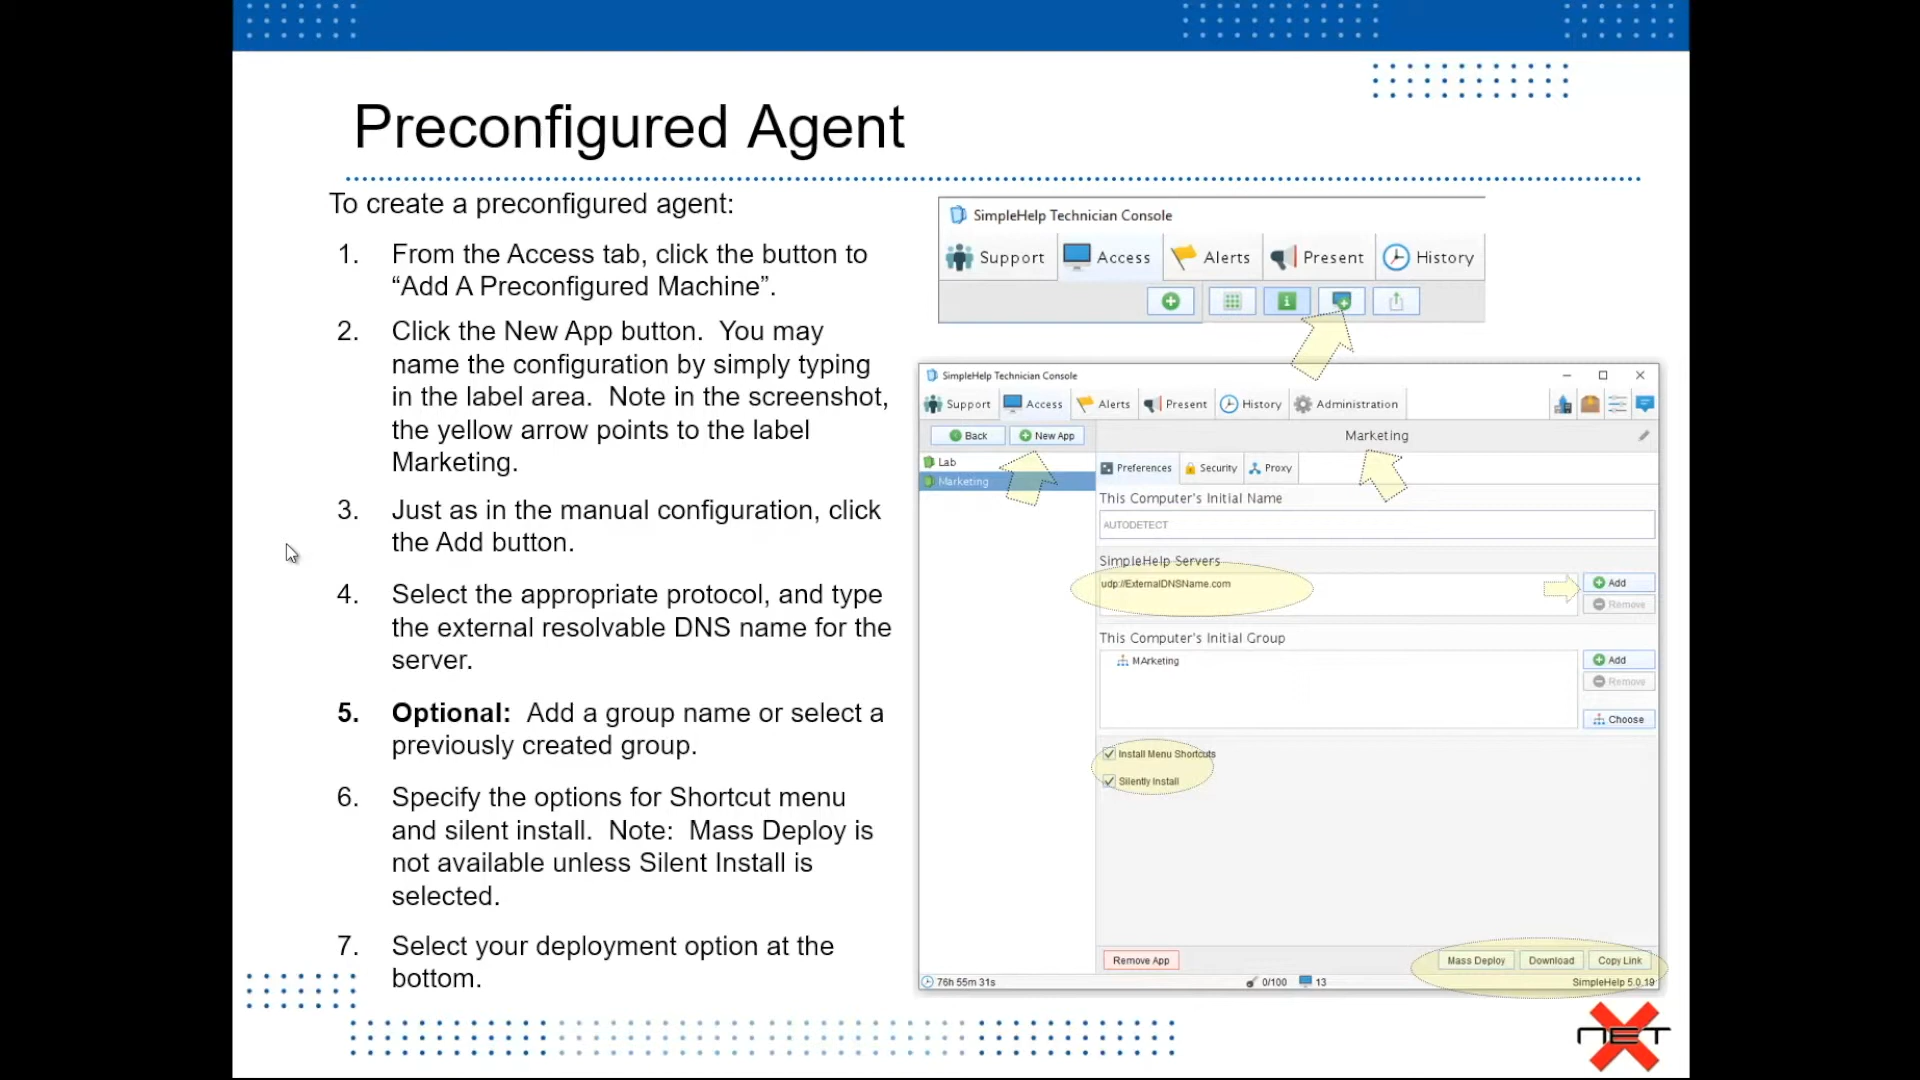 Preconfigured Agent
To create a preconfigured agent:
1. From the Access tab, click the button to
“Add A Preconfigured Machine”.
2. Click the New App button.  You may
name the configuration by simply typing
in the label area.  Note in the screenshot,
the yellow arrow points to the label
Marketing.
3. Just as in the manual configuration, click
the Add button.
4. Select the appropriate protocol, and type
the external resolvable DNS name for the
server.
5. Optional:  Add a group name or select a
previously created group.
6. Specify the options for Shortcut menu
and silent install.  Note:  Mass Deploy is
not available unless Silent Install is
selected.
7. Select your deployment option at the
bottom.
SimpleHelp Technician Console
Support Access Alerts Present History
SimpleHelp Technician Console
Support Access Alerts Present History Administration
Back New App Marketing
Lab
Marketing
Preferences Security Proxy
This Computer's Initial Name
AUTODETECT
SimpleHelp Servers
udp://ExternalDNSName.com
Add
Remove
This Computer's Initial Group
MArketing
Add
Remove
Choose
Install Menu Shortcuts
Silently Install
Remove App Mass Deploy Download Copy Link
76h 55m 31s 0/100 13 SimpleHelp 5.0.19
X
NET